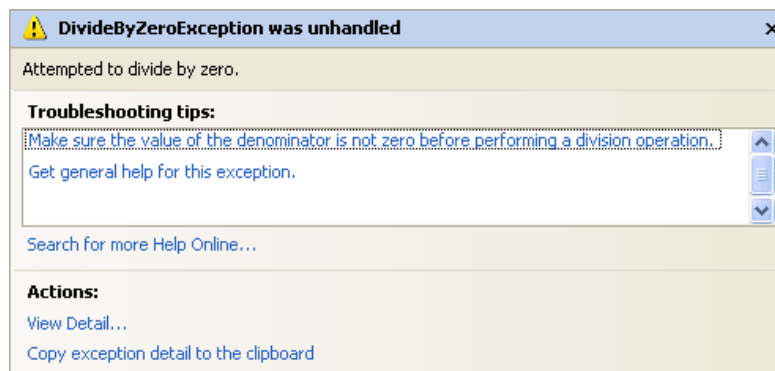 DivideByZeroException was unhandled
Attempted to divide by zero.
Troubleshooting tips:
Make sure the value of the denominator is not zero before performing a division operation.
Get general help for this exception.
Search for more Help Online...
Actions:
View Detail...
Copy exception detail to the clipboard